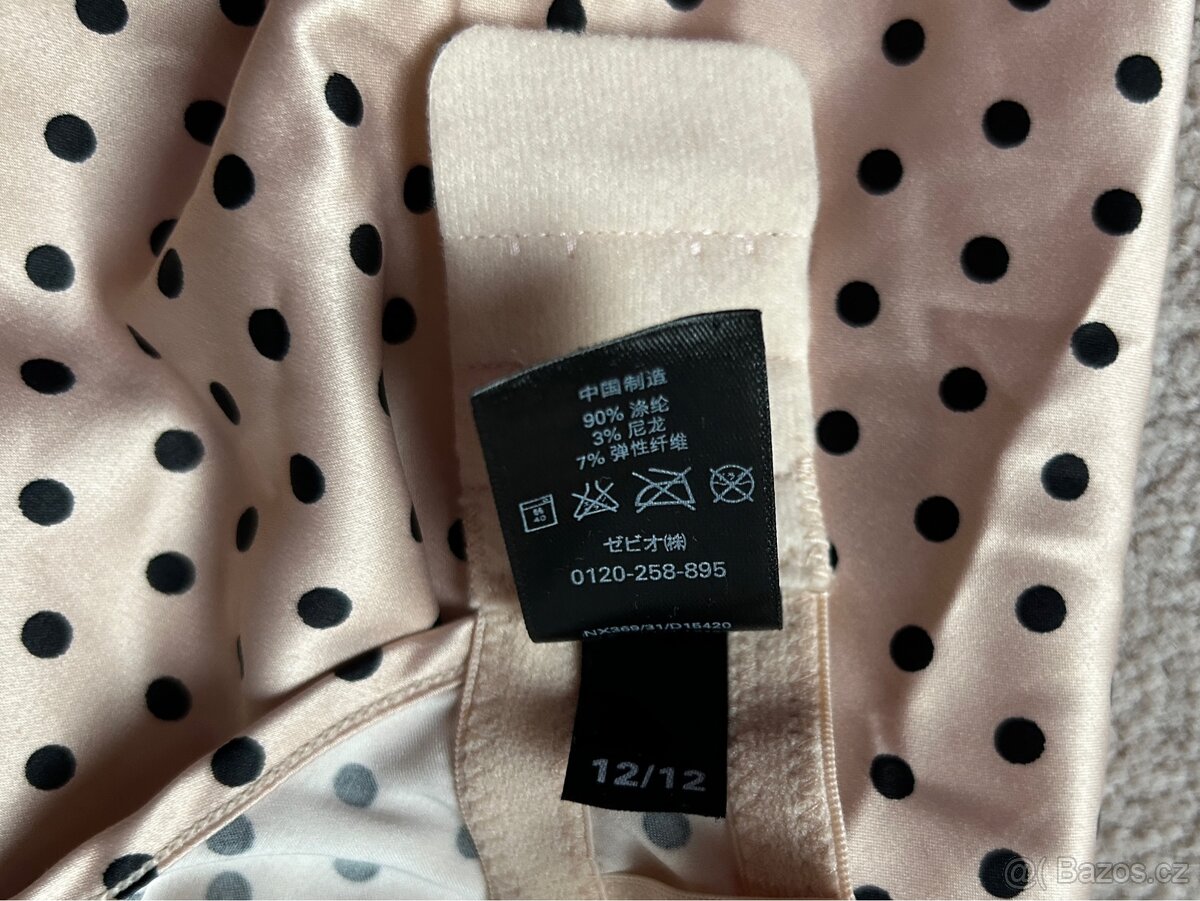 中国制造
90% 涤纶
3% 尼龙
7% 弹性纤维
40
ゼビオ(株)
0120-258-895
NX369/31/D15420
12/12
@( Bazos.cz